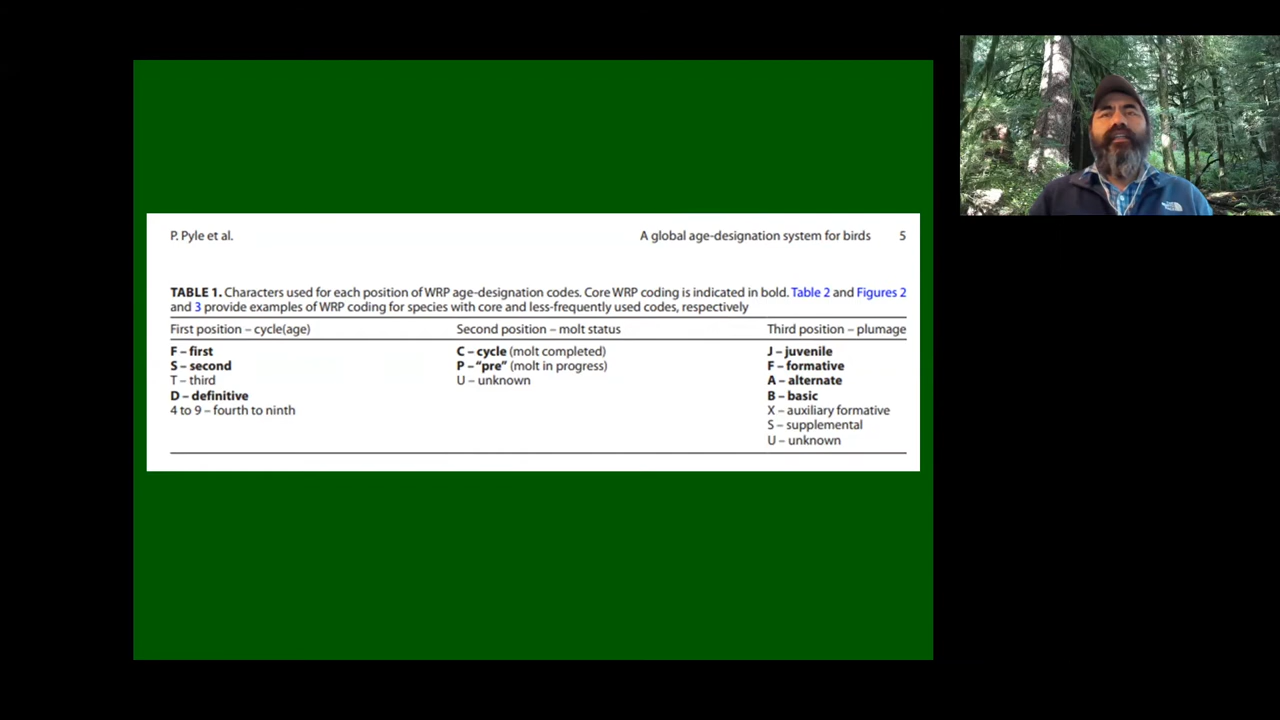 P. Pyle et al. A global age-designation system for birds 5
TABLE 1. Characters used for each position of WRP age-designation codes. Core WRP coding is indicated in bold. Table 2 and Figures 2
and 3 provide examples of WRP coding for species with core and less-frequently used codes, respectively
First position – cycle(age) Second position – molt status Third position – plumage
F – first C – cycle (molt completed) J – juvenile
S – second P – “pre” (molt in progress) F – formative
T – third U – unknown A – alternate
D – definitive B – basic
4 to 9 – fourth to ninth X – auxiliary formative
S – supplemental
U – unknown